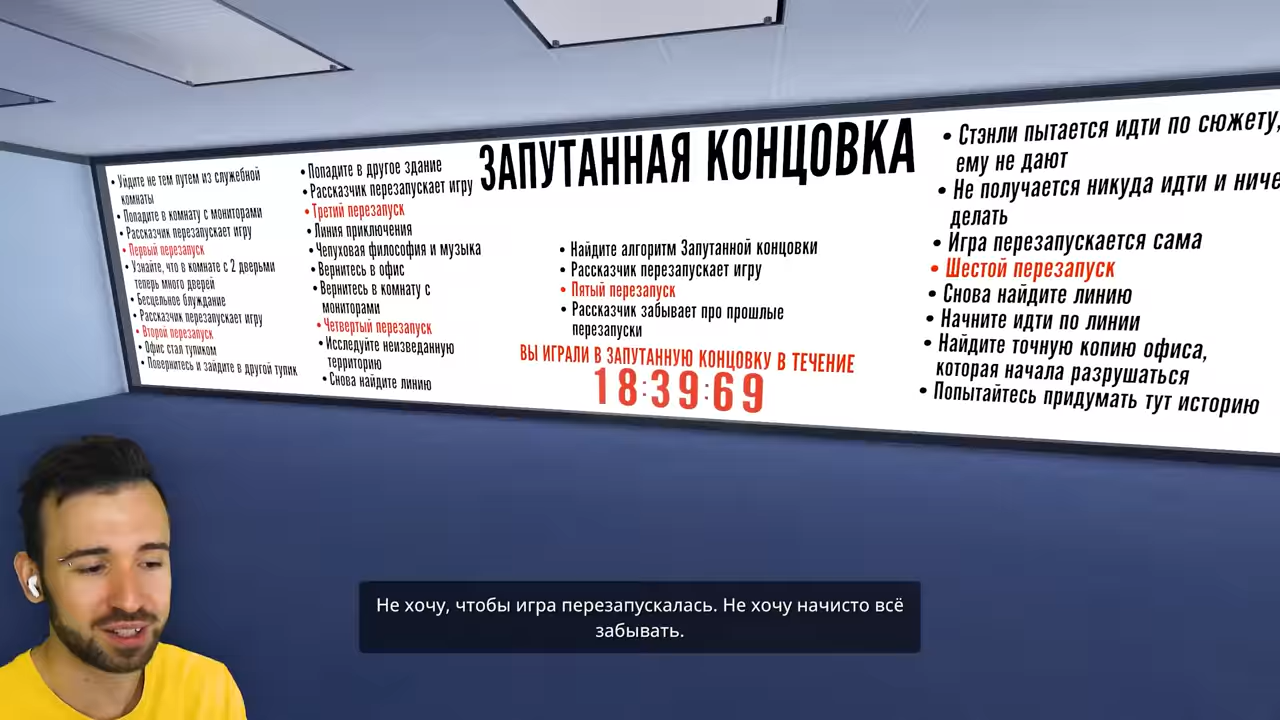 • Уйдите не тем путем из служебной
комнаты
• Попадите в комнату с мониторами
• Рассказчик перезапускает игру
• Первый перезапуск
• Узнайте, что в комнате с 2 дверьми
теперь много дверей
• Бесцельное блуждание
• Рассказчик перезапускает игру
• Второй перезапуск
• Офис стал тупиком
• Повернитесь и зайдите в другой тупик
• Попадите в другое здание
• Рассказчик перезапускает игру
• Третий перезапуск
• Линия приключения
• Чепуховая философия и музыка
• Вернитесь в офис
• Вернитесь в комнату с
мониторами
• Четвертый перезапуск
• Исследуйте неизведанную
территорию
• Снова найдите линию
ЗАПУТАННАЯ КОНЦОВКА
• Найдите алгоритм Запутанной концовки
• Рассказчик перезапускает игру
• Пятый перезапуск
• Рассказчик забывает про прошлые
перезапуски
ВЫ ИГРАЛИ В ЗАПУТАННУЮ КОНЦОВКУ В ТЕЧЕНИЕ
18:39:69
• Стэнли пытается идти по сюжету,
ему не дают
• Не получается никуда идти и ниче
делать
• Игра перезапускается сама
• Шестой перезапуск
• Снова найдите линию
• Начните идти по линии
• Найдите точную копию офиса,
которая начала разрушаться
• Попытайтесь придумать тут историю
Не хочу, чтобы игра перезапускалась. Не хочу начисто всё
забывать.